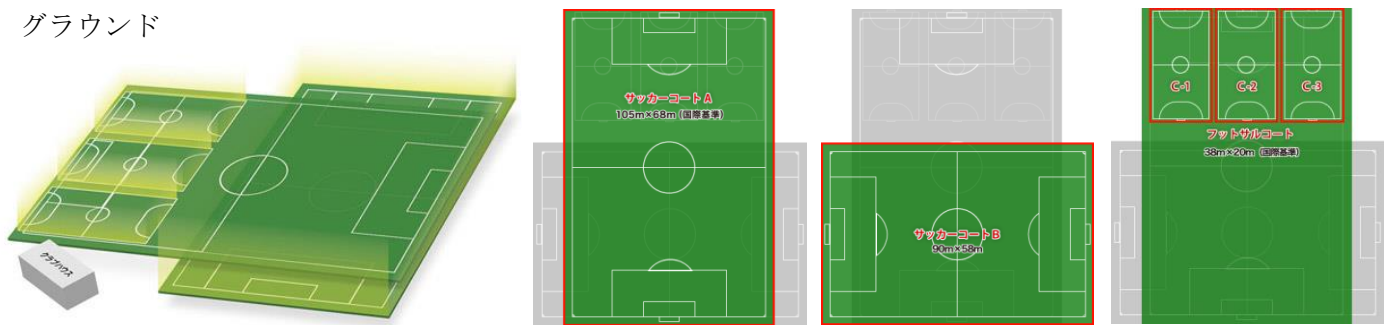 グラウンド
クラブハウス
サッカーコートA
105m×68m (国際基準)
サッカーコートB
90m×58m
C-1
C-2
C-3
フットサルコート
38m×20m (国際基準)